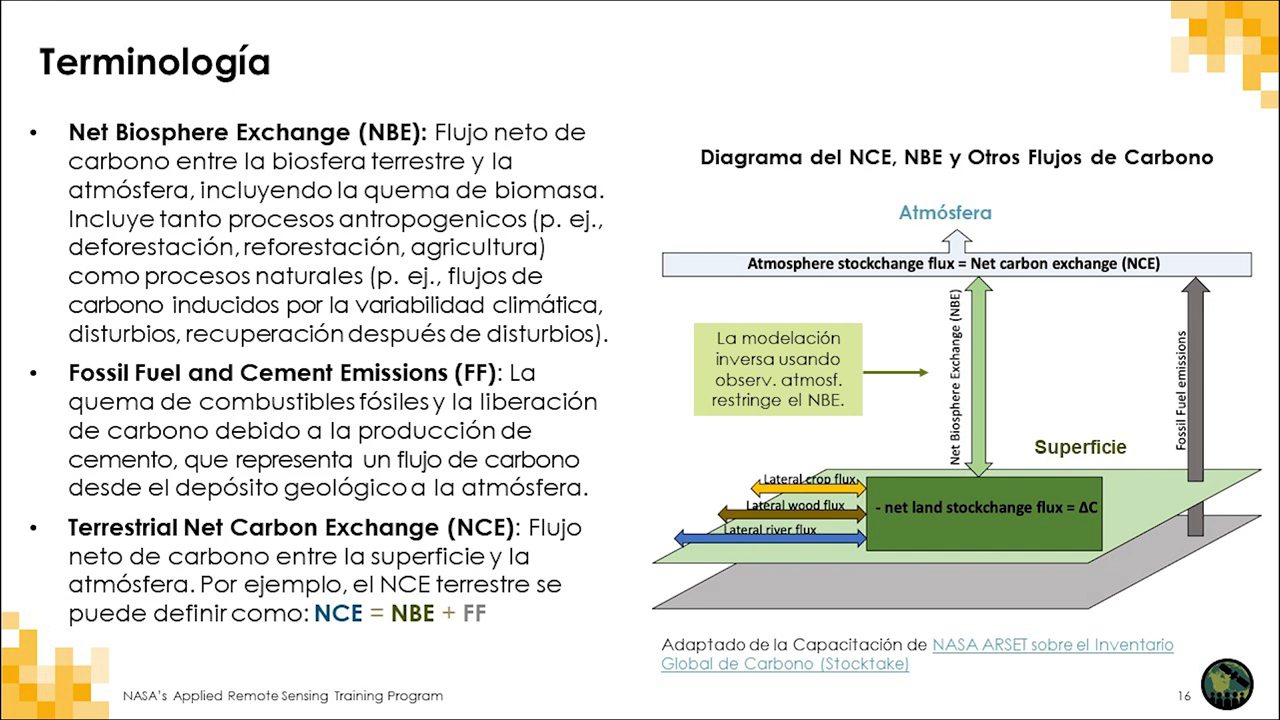 Terminología
• Net Biosphere Exchange (NBE): Flujo neto de
carbono entre la biosfera terrestre y la
atmósfera, incluyendo la quema de biomasa.
Incluye tanto procesos antropogenicos (p. ej.,
deforestación, reforestación, agricultura)
como procesos naturales (p. ej., flujos de
carbono inducidos por la variabilidad climática,
disturbios, recuperación después de disturbios).
• Fossil Fuel and Cement Emissions (FF): La
quema de combustibles fósiles y la liberación
de carbono debido a la producción de
cemento, que representa un flujo de carbono
desde el depósito geológico a la atmósfera.
• Terrestrial Net Carbon Exchange (NCE): Flujo
neto de carbono entre la superficie y la
atmósfera. Por ejemplo, el NCE terrestre se
puede definir como: NCE = NBE + FF
Diagrama del NCE, NBE y Otros Flujos de Carbono
Atmósfera
Atmosphere stockchange flux = Net carbon exchange (NCE)
La modelación
inversa usando
observ. atmosf.
restringe el NBE.
Net Biosphere Exchange (NBE)
Fossil Fuel emissions
Superficie
Lateral crop flux
Lateral wood flux
Lateral river flux
- net land stockchange flux = ΔC
Adaptado de la Capacitación de NASA ARSET sobre el Inventario
Global de Carbono (Stocktake)
NASA's Applied Remote Sensing Training Program
16